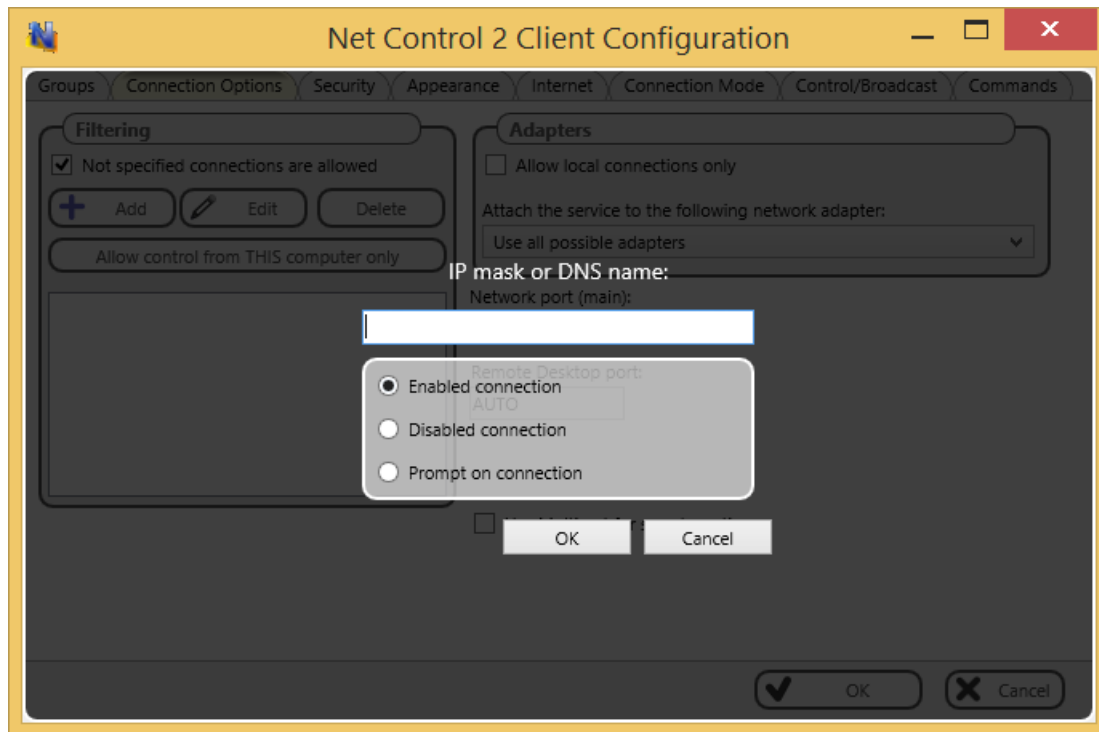 Net Control 2 Client Configuration
Groups Connection Options Security Appearance Internet Connection Mode Control/Broadcast Commands
Filtering
Not specified connections are allowed
Add Edit Delete
Allow control from THIS computer only
Adapters
Allow local connections only
Attach the service to the following network adapter:
Use all possible adapters
IP mask or DNS name:
Network port (main):
Remote Desktop port:
AUTO
Enabled connection
Disabled connection
Prompt on connection
OK Cancel
OK Cancel